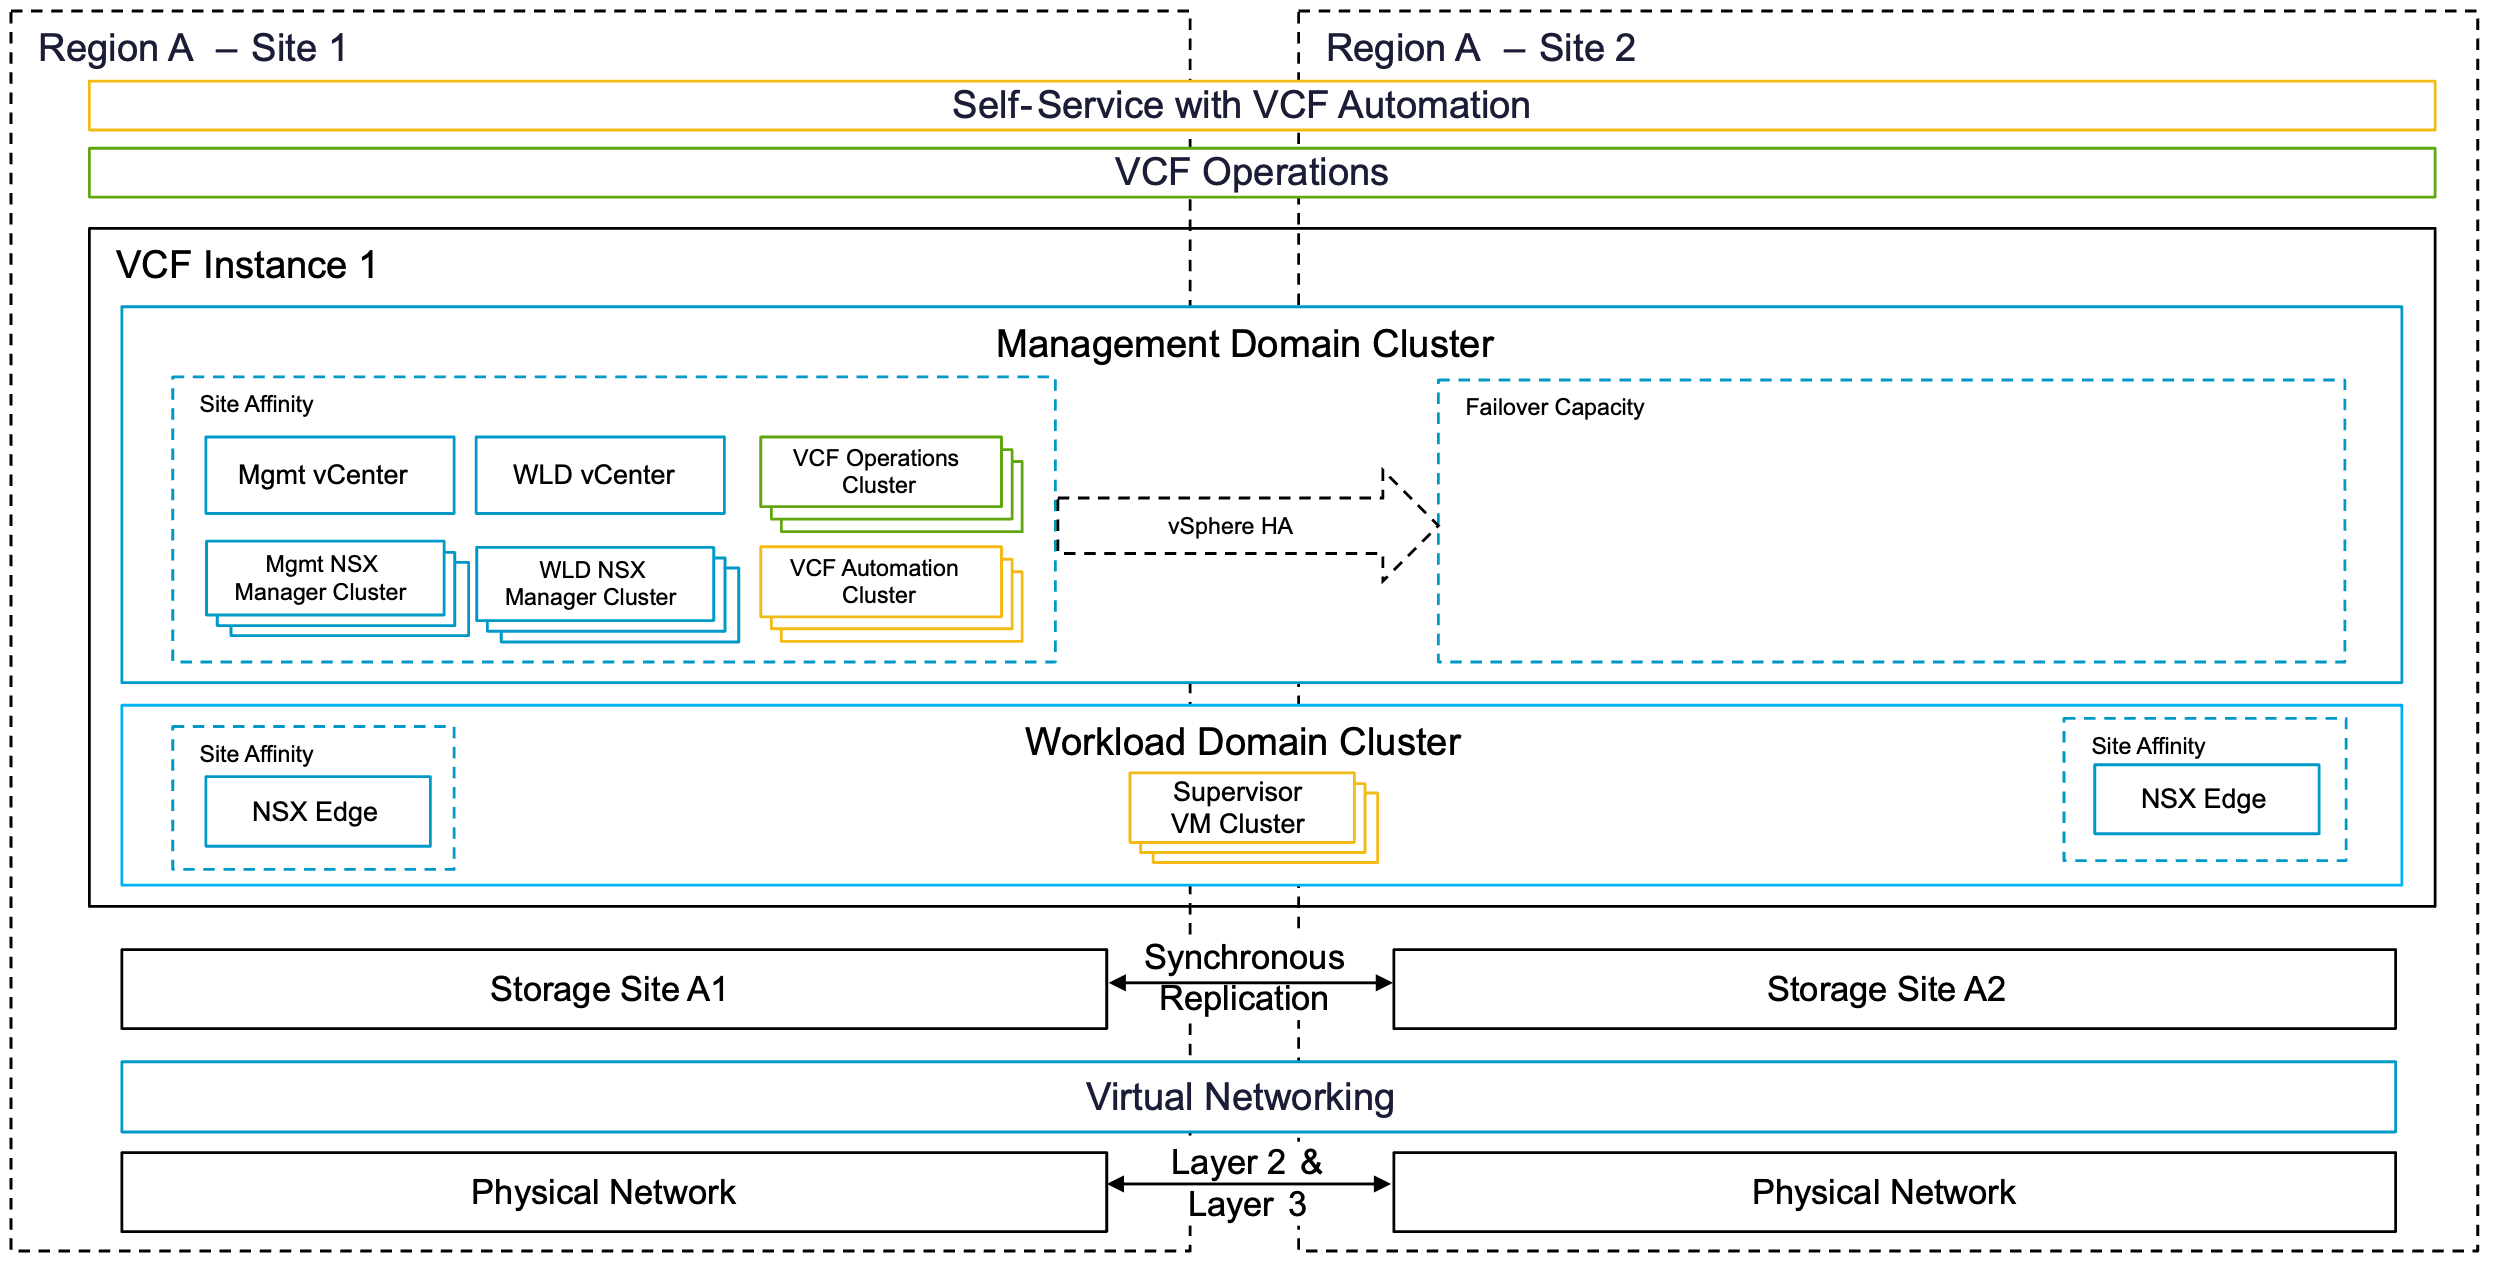 Region A – Site 1
Region A – Site 2
Self-Service with VCF Automation
VCF Operations
VCF Instance 1
Management Domain Cluster
Site Affinity
Mgmt vCenter
WLD vCenter
VCF Operations
Cluster
Mgmt NSX
Manager Cluster
WLD NSX
Manager Cluster
VCF Automation
Cluster
vSphere HA
Failover Capacity
Workload Domain Cluster
Site Affinity
NSX Edge
Supervisor
VM Cluster
Site Affinity
NSX Edge
Storage Site A1
Synchronous
Replication
Storage Site A2
Virtual Networking
Physical Network
Layer 2 &
Layer 3
Physical Network